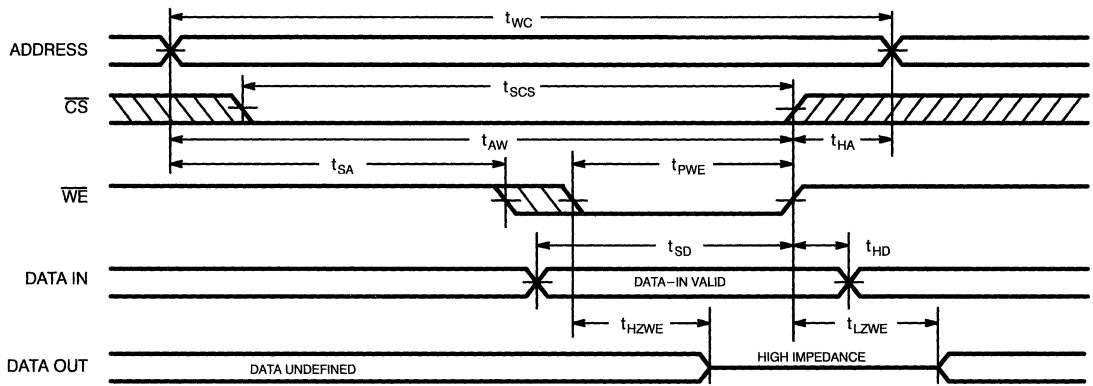 tWC
ADDRESS
tSCS
CS
tAW
tHA
tSA
tPWE
WE
tSD
tHD
DATA IN
DATA-IN VALID
tHZWE
tLZWE
DATA OUT
DATA UNDEFINED
HIGH IMPEDANCE